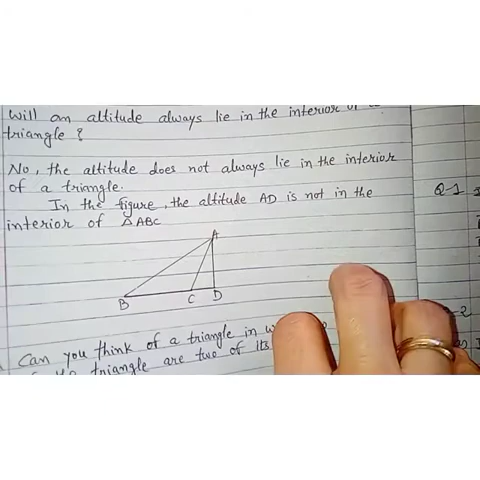 Will an altitude always lie in the interior of a
triangle?
No, the altitude does not always lie in the interior
of a triangle.
In the figure, the altitude AD is not in the
interior of △ABC
A
B C D
Can you think of a triangle in
triangle are two of its
Q-1
-2